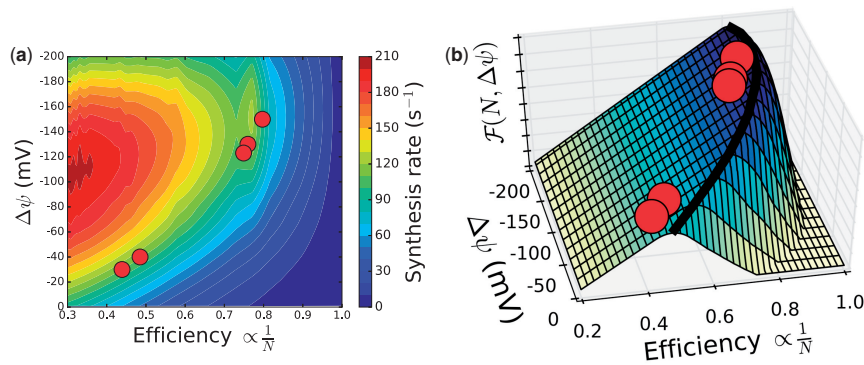 (a)
-200
-180
-160
-140
-120
-100
-80
-60
-40
-20
0
Δψ (mV)
0.3 0.4 0.5 0.6 0.7 0.8 0.9 1.0
Efficiency ∝ 1/N
210
180
150
120
90
60
30
0
Synthesis rate (s⁻¹)
(b)
ℱ(N, Δψ)
-200
-150
-100
-50
0
Δψ (mV)
0.2 0.4 0.6 0.8 1.0
Efficiency ∝ 1/N